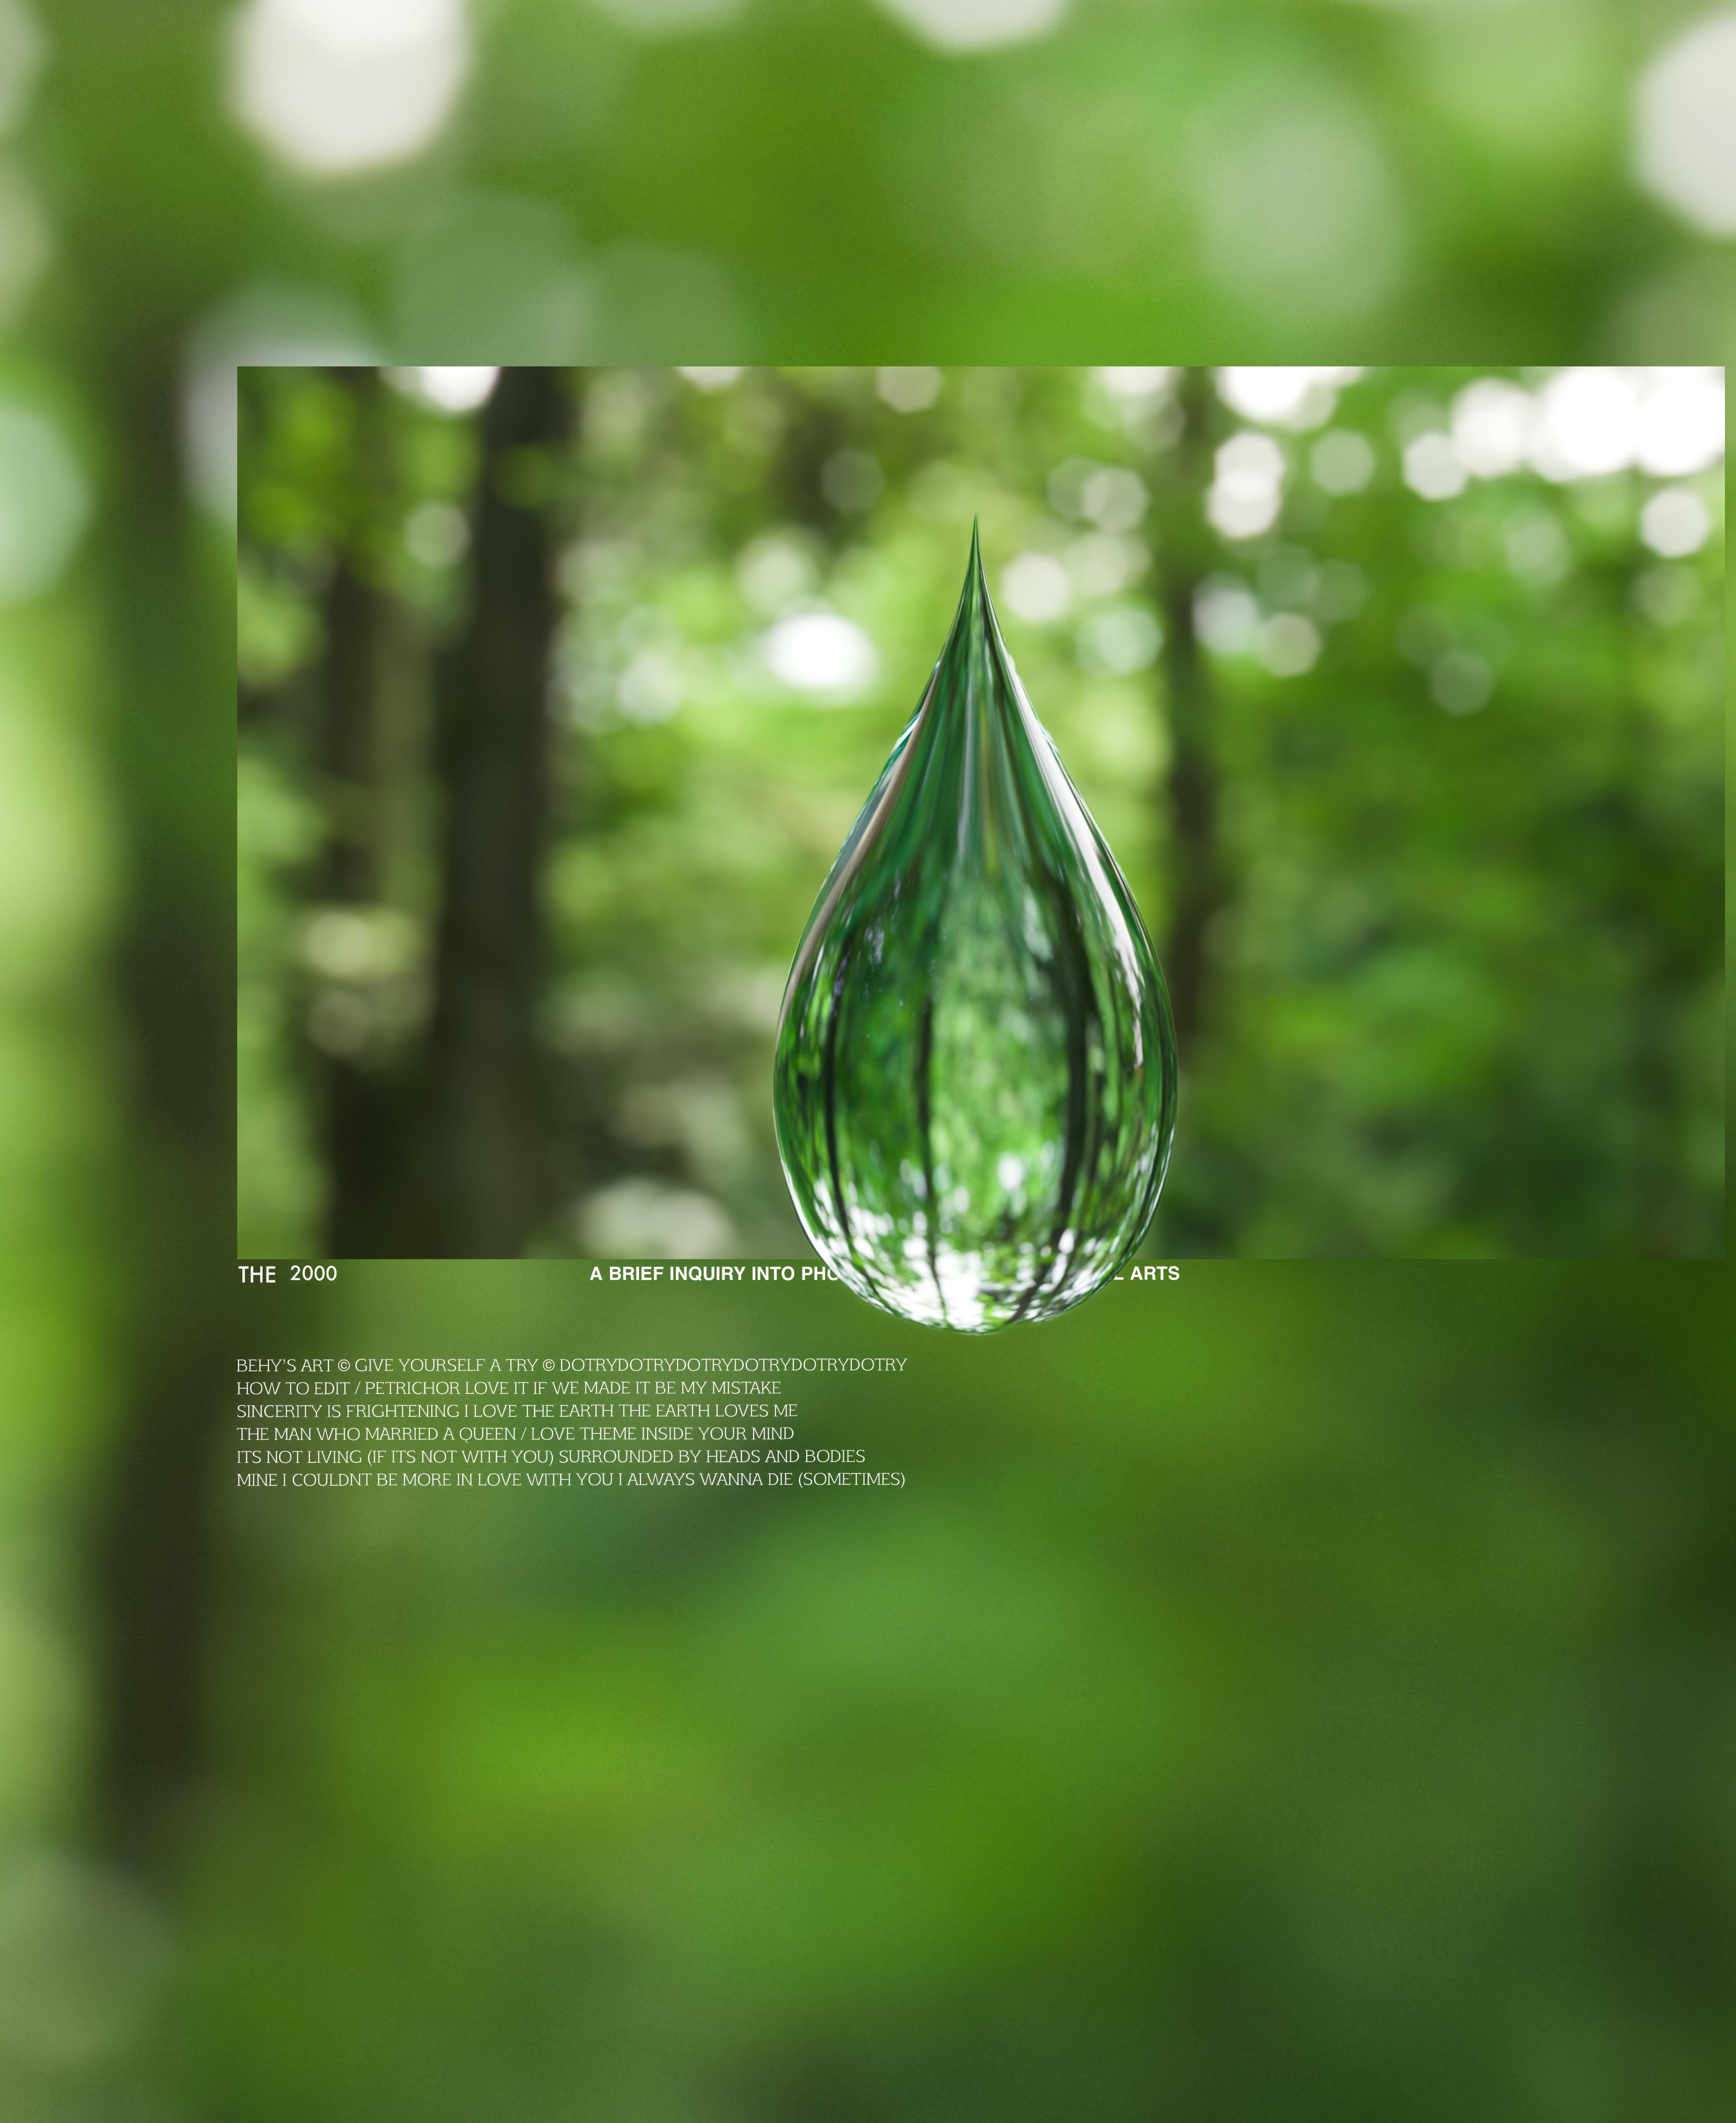 THE 2000
A BRIEF INQUIRY INTO ARTS
BEHY'S ART © GIVE YOURSELF A TRY © DOTRYDOTRYDOTRYDOTRYDOTRYDOTRY
HOW TO EDIT / PETRICHOR LOVE IT IF WE MADE IT BE MY MISTAKE
SINCERITY IS FRIGHTENING I LOVE THE EARTH THE EARTH LOVES ME
THE MAN WHO MARRIED A QUEEN / LOVE THEME INSIDE YOUR MIND
ITS NOT LIVING (IF ITS NOT WITH YOU) SURROUNDED BY HEADS AND BODIES
MINE I COULDNT BE MORE IN LOVE WITH YOU I ALWAYS WANNA DIE (SOMETIMES)